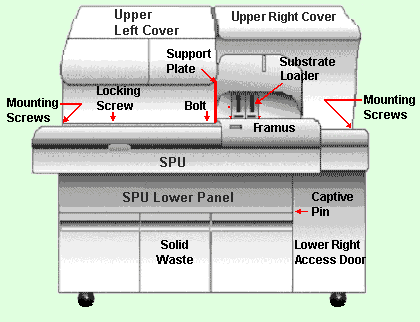 Upper
Left Cover
Upper Right Cover
Support
Plate
Substrate
Loader
Locking
Screw
Bolt
Mounting
Screws
Mounting
Screws
Framus
SPU
SPU Lower Panel
Captive
Pin
Solid
Waste
Lower Right
Access Door